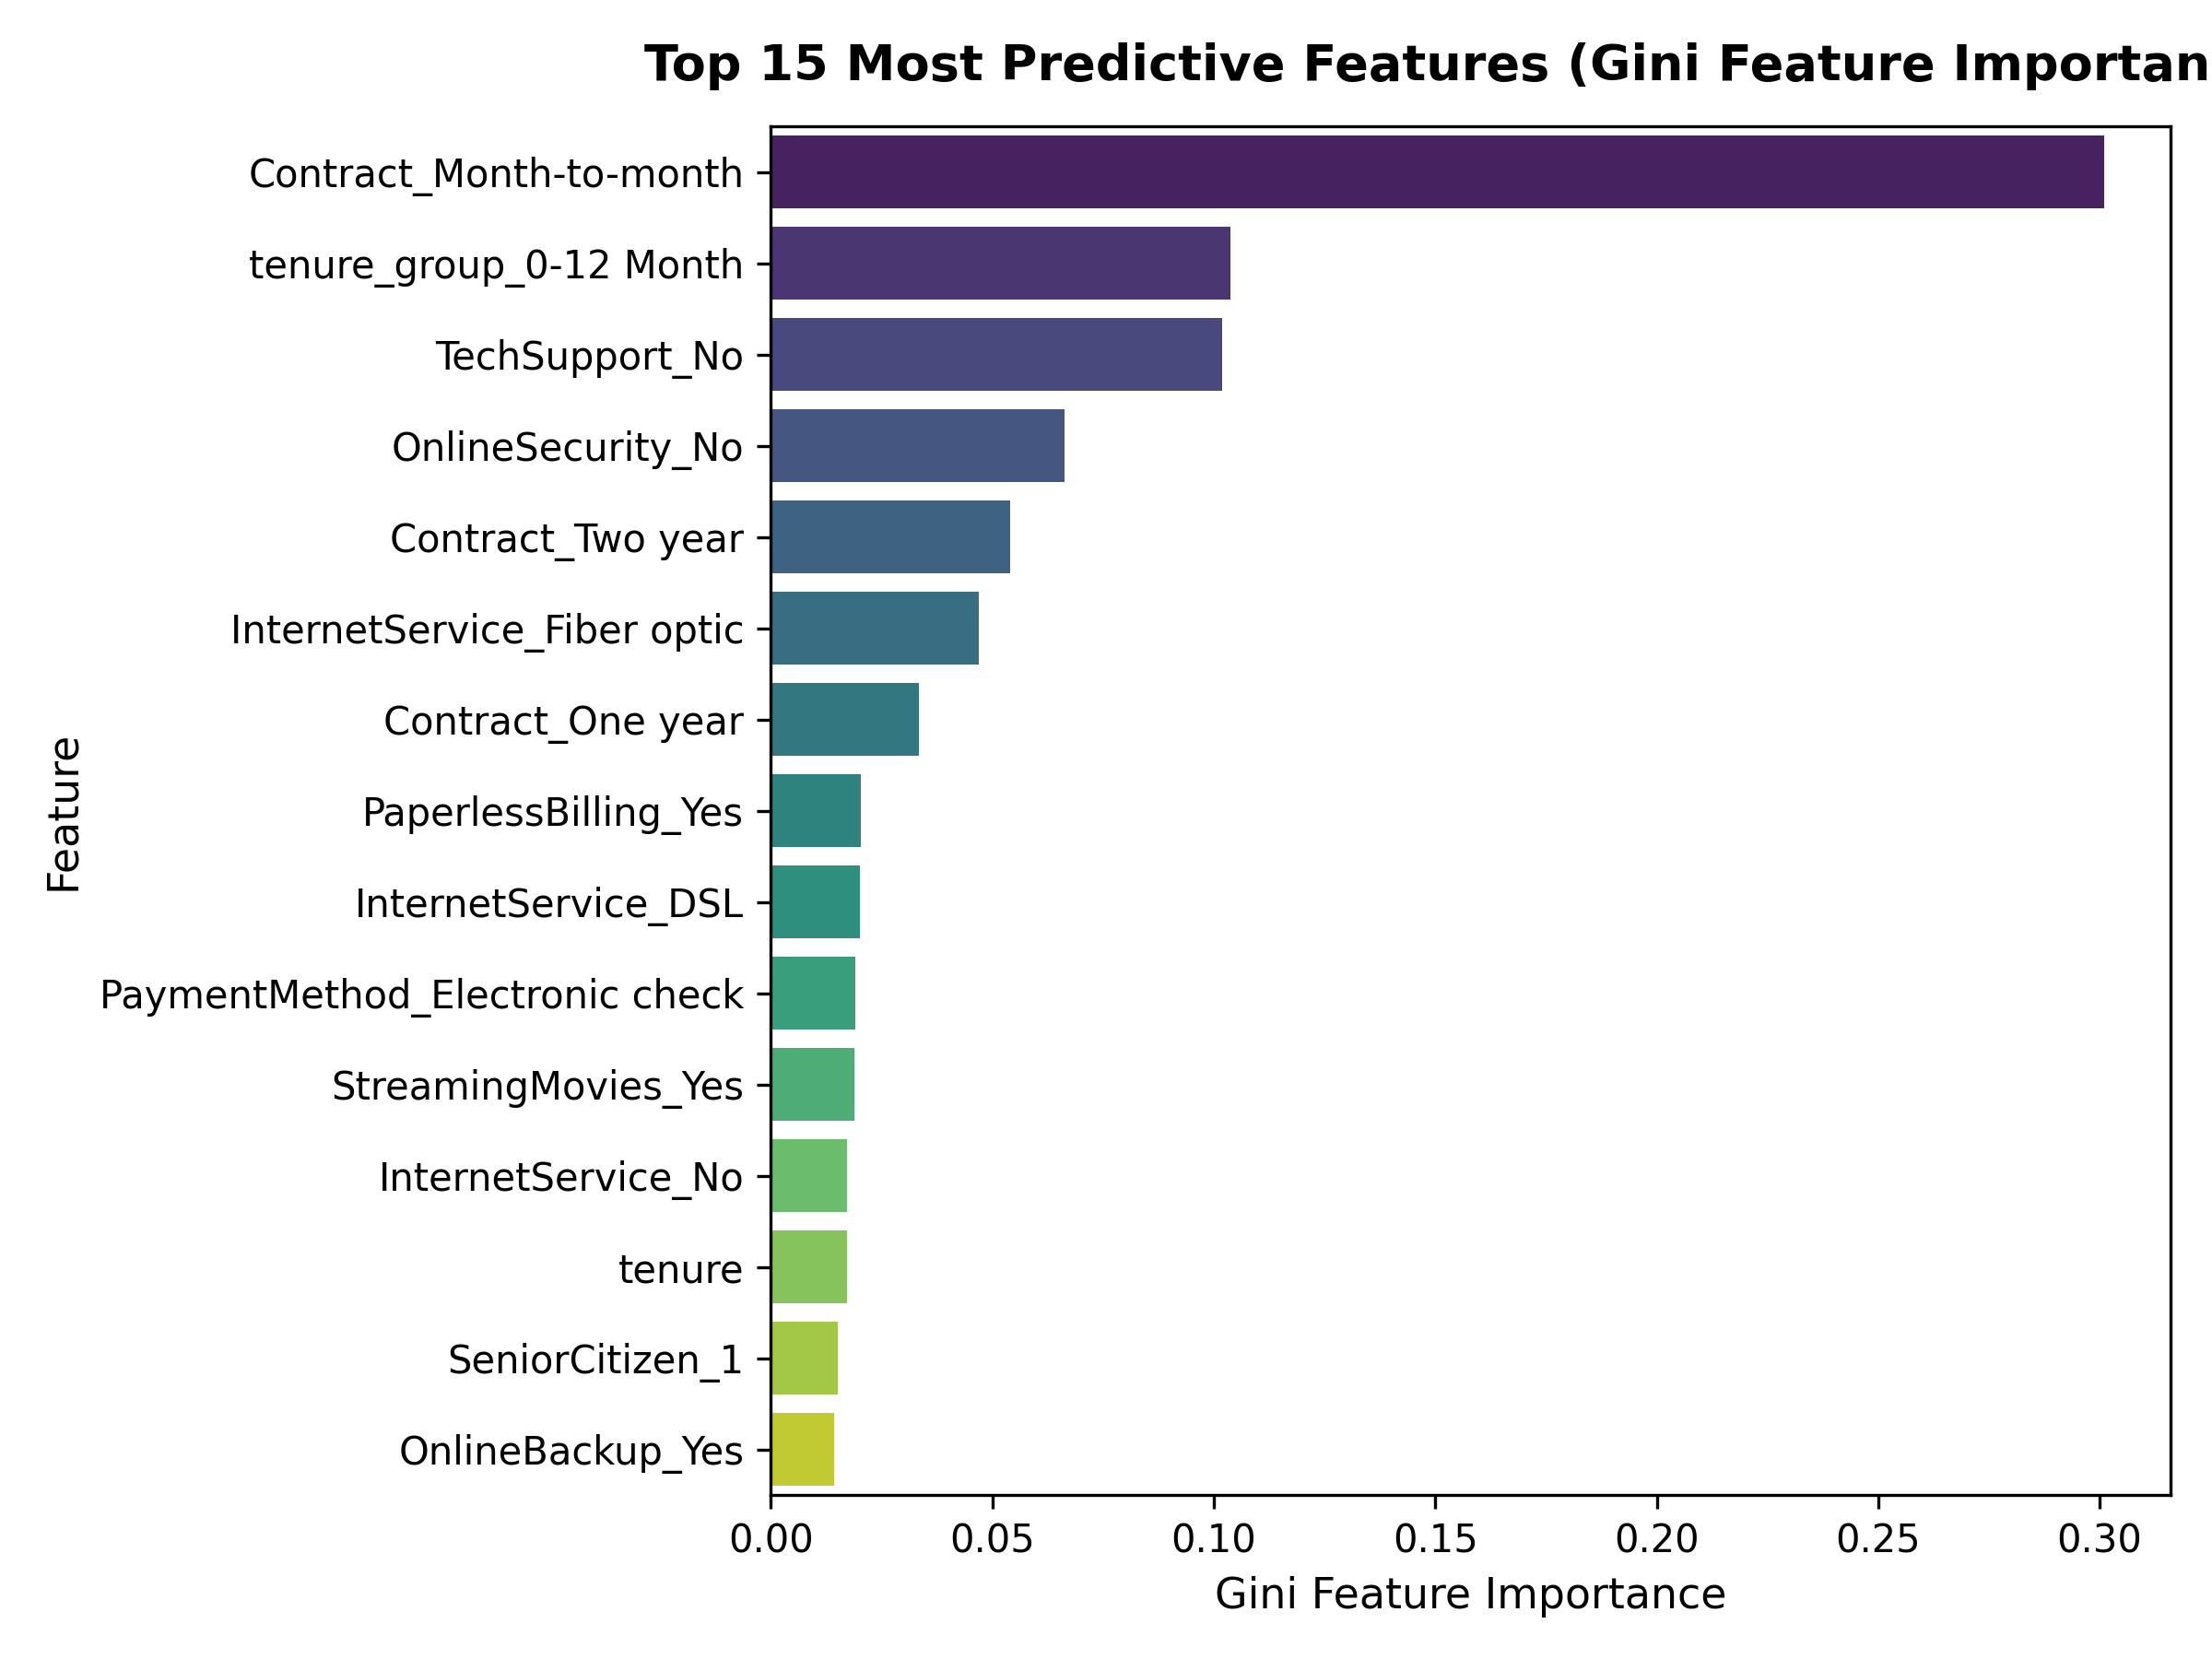 Top 15 Most Predictive Features (Gini Feature Importan
Contract_Month-to-month
tenure_group_0-12 Month
TechSupport_No
OnlineSecurity_No
Contract_Two year
InternetService_Fiber optic
Contract_One year
PaperlessBilling_Yes
InternetService_DSL
PaymentMethod_Electronic check
StreamingMovies_Yes
InternetService_No
tenure
SeniorCitizen_1
OnlineBackup_Yes
Feature
0.00 0.05 0.10 0.15 0.20 0.25 0.30
Gini Feature Importance